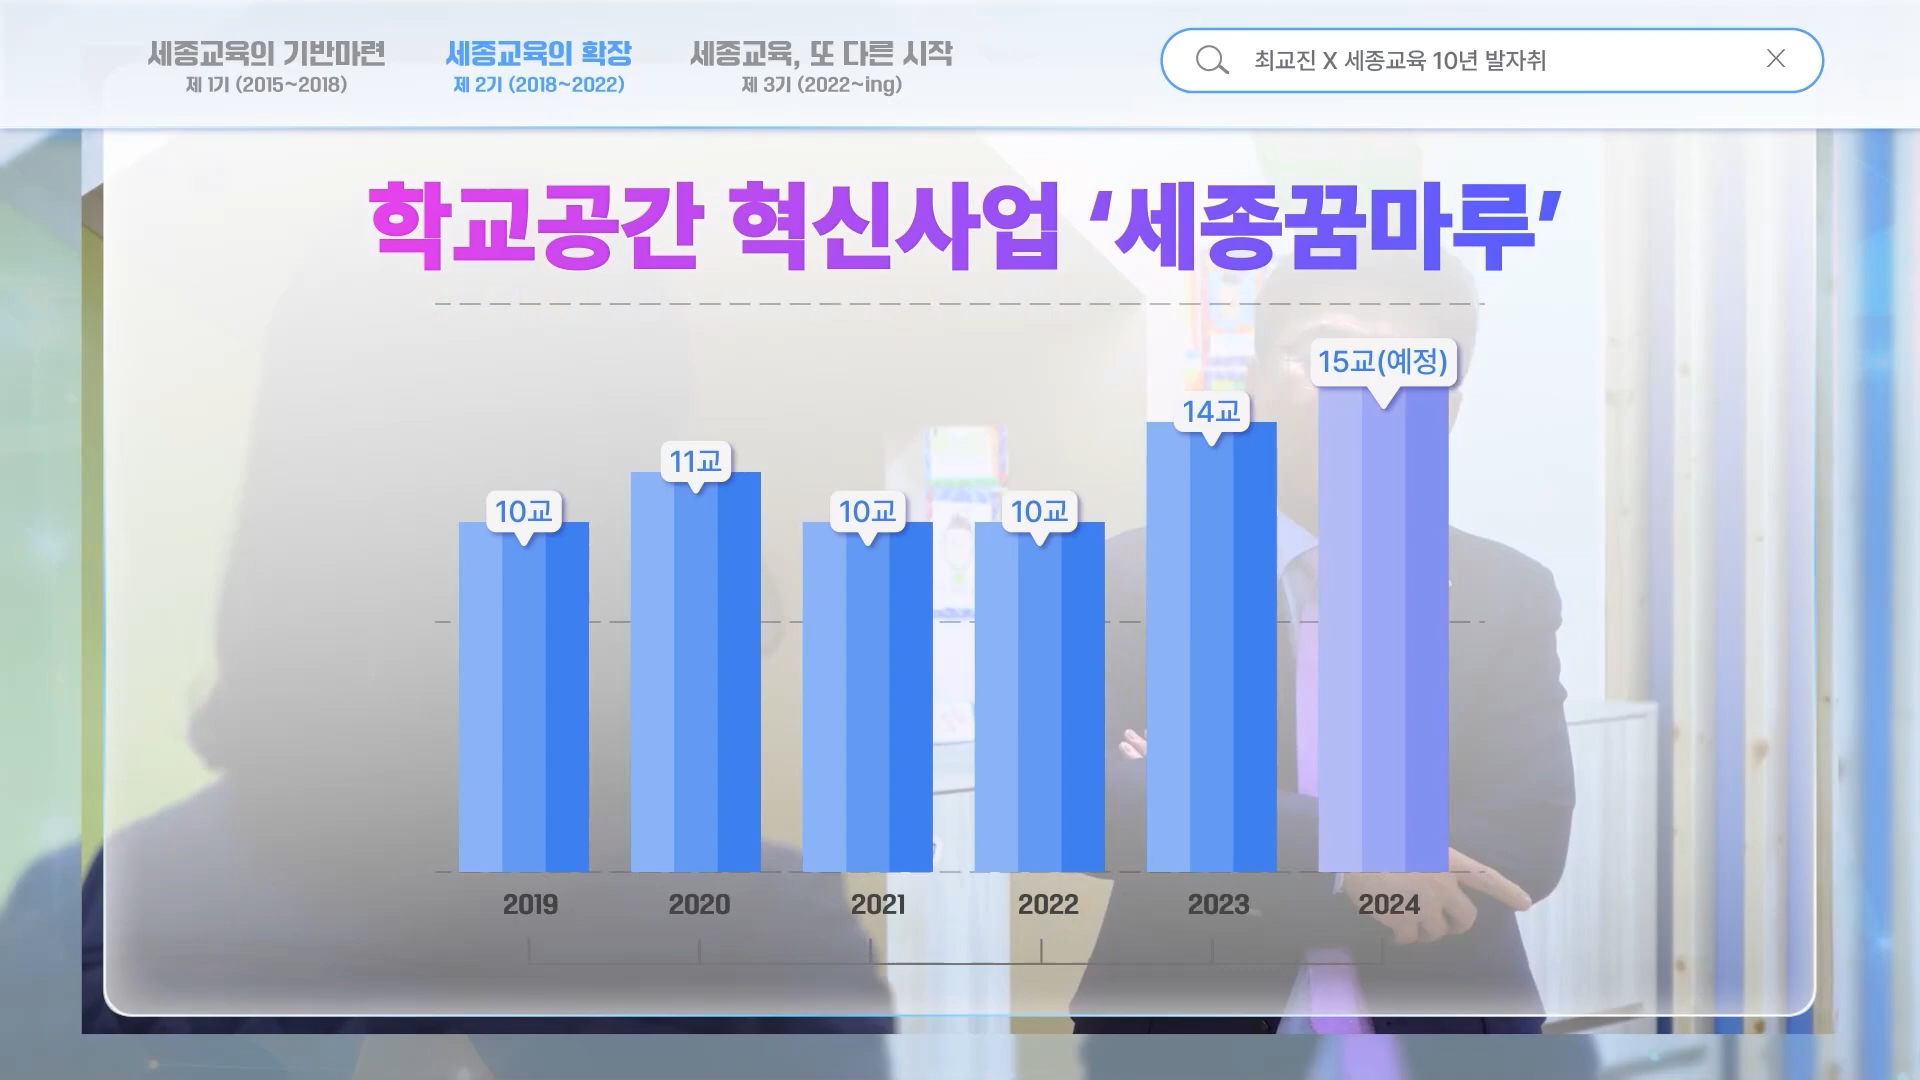 세종교육의 기반마련
제 1기 (2015~2018)
세종교육의 확장
제 2기 (2018~2022)
세종교육, 또 다른 시작
제 3기 (2022~ing)
최교진 X 세종교육 10년 발자취
학교공간 혁신사업 ‘세종꿈마루’
10교
11교
10교
10교
14교
15교(예정)
2019
2020
2021
2022
2023
2024